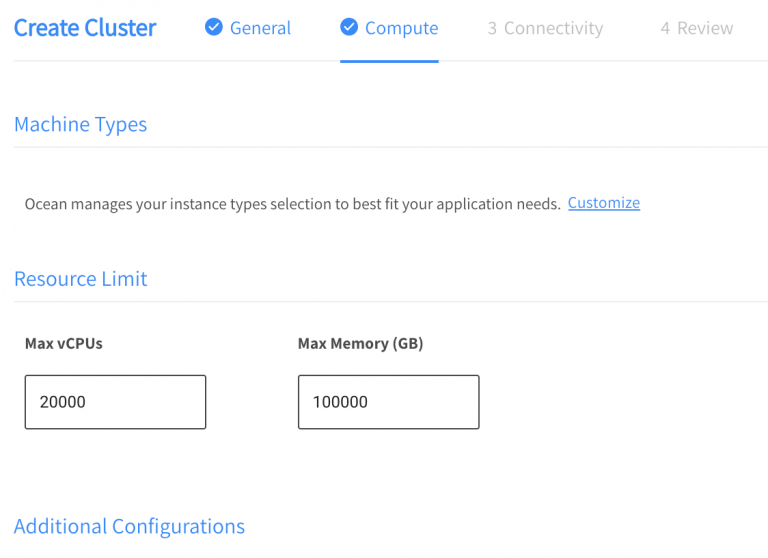 Create Cluster General Compute 3 Connectivity 4 Review
Machine Types
Ocean manages your instance types selection to best fit your application needs. Customize
Resource Limit
Max vCPUs Max Memory (GB)
20000 100000
Additional Configurations